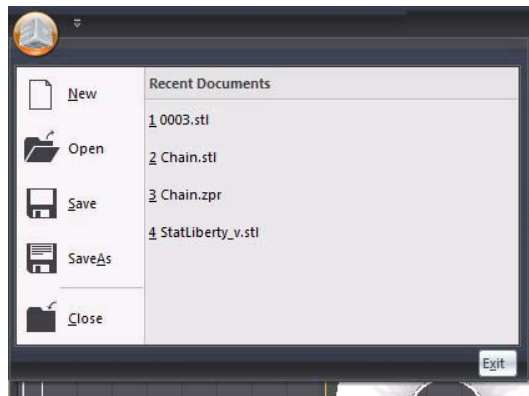 New
Open
Save
SaveAs
Close
Recent Documents
1 0003.stl
2 Chain.stl
3 Chain.zpr
4 StatLiberty_v.stl
Exit